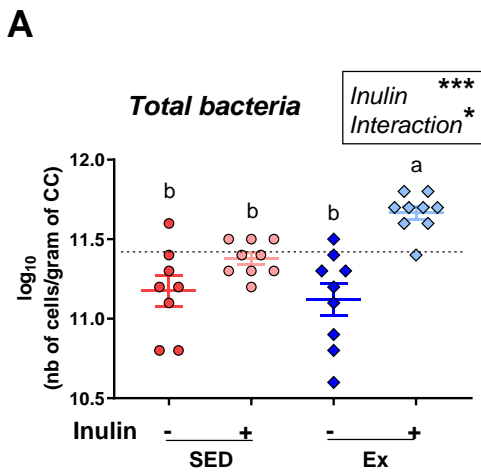 A
Total bacteria
Inulin ***
Interaction *
log10
(nb of cells/gram of CC)
12.0
11.5
11.0
10.5
b
b
b
a
Inulin - + - +
SED Ex